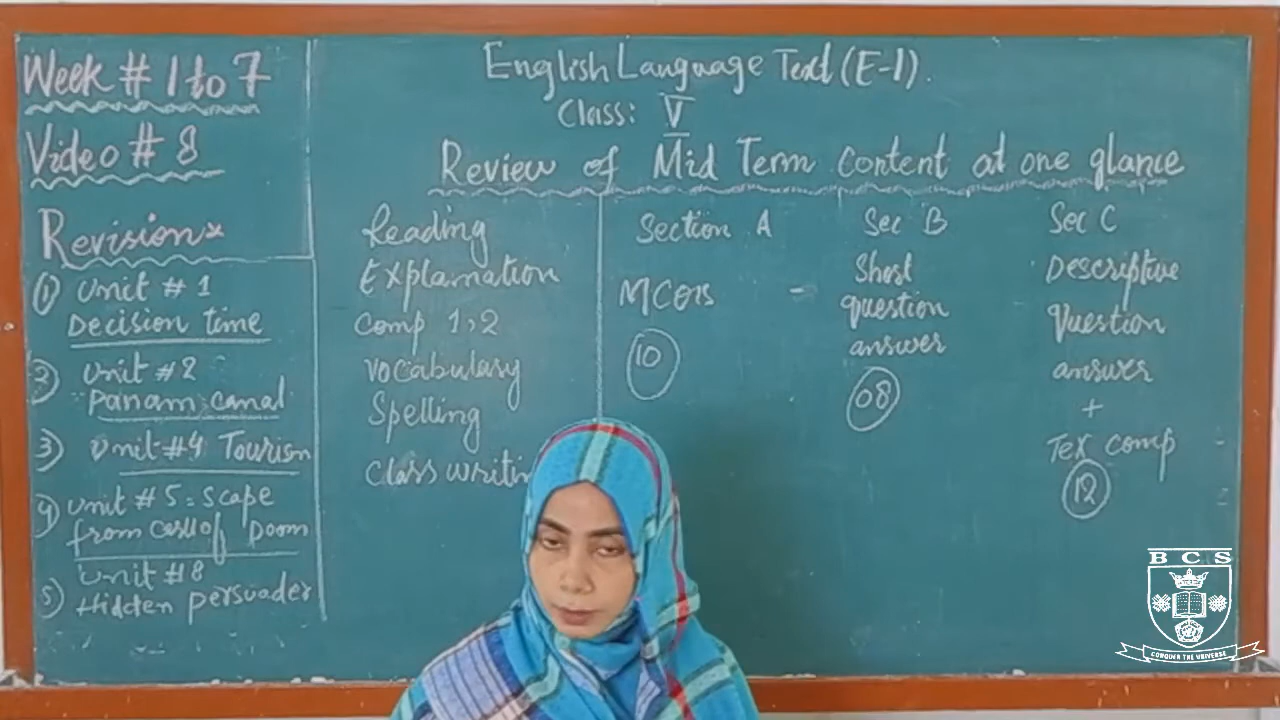 Week # 1 to 7
Video # 8
English Language Text (E-1).
Class: V
Review of Mid Term Content at one glance
Revision
① Unit # 1
Decision time
2) Unit # 2
Panam canal
3) Unit #4 Tourism
4) Unit # 5 : Scape
from cell of Doom
Unit #8
5) Hidden persuader
Reading
Explanation
Comp 1,2
Vocabulary
Spelling
Class writin
Section A
MCQs -
10
Sec B
Short
question
answer
08
Sec C
Descriptive
Question
answer
+
Tex comp
12
BCS
CONQUER THE UNIVERSE